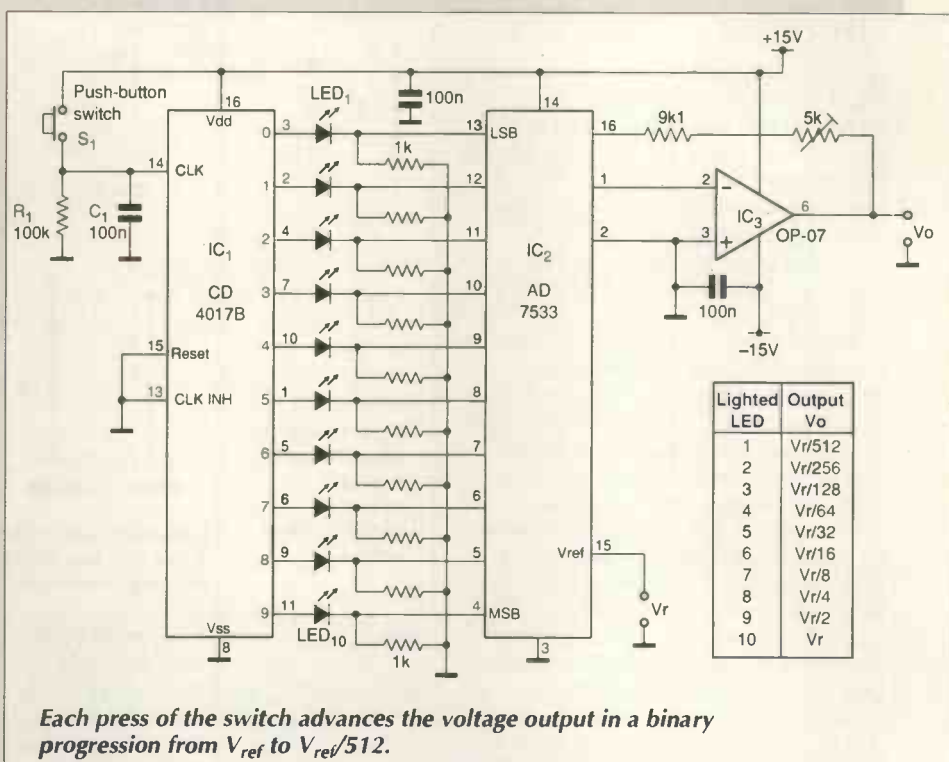 +15V
Push-button
switch
S1
R1
100k
C1
100n
16
Vdd
14
CLK
IC1
CD
4017B
15
Reset
13
CLK INH
Vss
8
0
3
1
2
2
4
3
7
4
10
5
1
6
5
7
6
8
9
9
11
LED1
LED10
1k
1k
100n
14
13
LSB
12
11
10
9
8
7
6
5
4
MSB
IC2
AD
7533
16
1
2
Vref
15
3
Vr
9k1
5k
2
3
−
+
IC3
6
OP-07
100n
−15V
Vo
Lighted LED Output Vo
1 Vr/512
2 Vr/256
3 Vr/128
4 Vr/64
5 Vr/32
6 Vr/16
7 Vr/8
8 Vr/4
9 Vr/2
10 Vr
Each press of the switch advances the voltage output in a binary
progression from Vref to Vref/512.